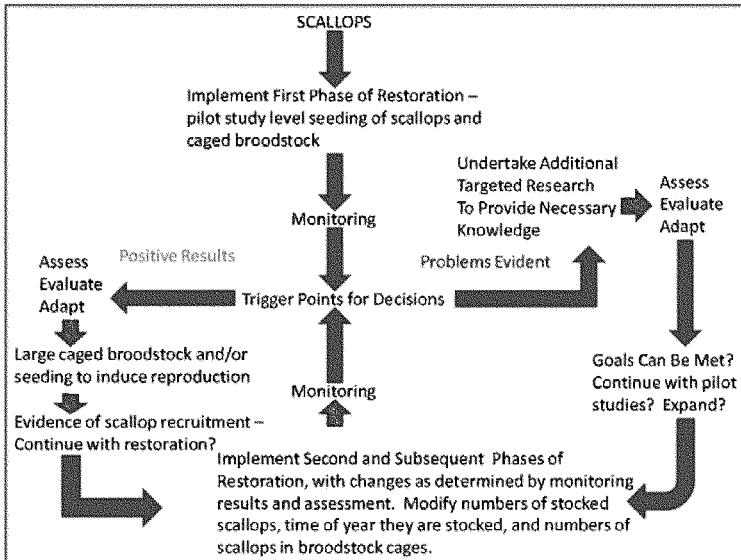 SCALLOPS
Implement First Phase of Restoration –
pilot study level seeding of scallops and
caged broodstock
Monitoring
Undertake Additional
Targeted Research
To Provide Necessary
Knowledge
Assess
Evaluate
Adapt
Positive Results
Problems Evident
Assess
Evaluate
Adapt
Trigger Points for Decisions
Large caged broodstock and/or
seeding to induce reproduction
Monitoring
Goals Can Be Met?
Continue with pilot
studies? Expand?
Evidence of scallop recruitment –
Continue with restoration?
Implement Second and Subsequent Phases of
Restoration, with changes as determined by monitoring
results and assessment. Modify numbers of stocked
scallops, time of year they are stocked, and numbers of
scallops in broodstock cages.